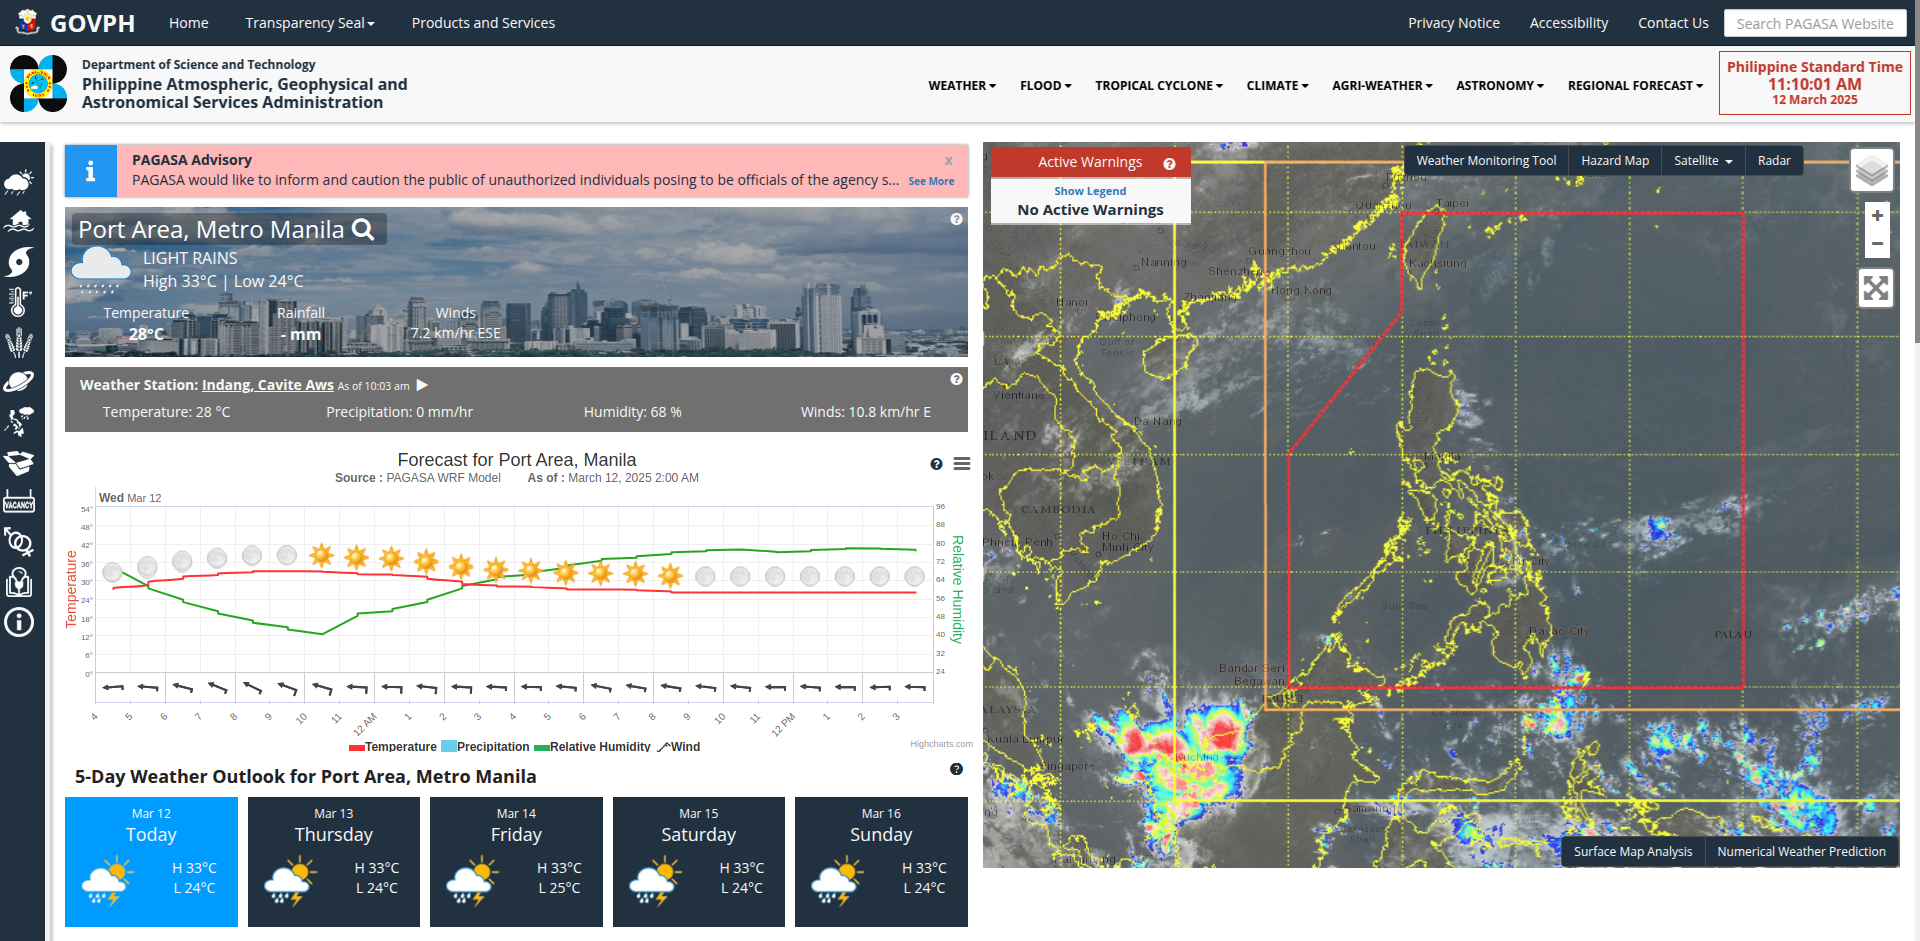 GOVPH
Home
Transparency Seal
Products and Services
Privacy Notice
Accessibility
Contact Us
Search PAGASA Website
Department of Science and Technology
Philippine Atmospheric, Geophysical and
Astronomical Services Administration
WEATHER
FLOOD
TROPICAL CYCLONE
CLIMATE
AGRI-WEATHER
ASTRONOMY
REGIONAL FORECAST
Philippine Standard Time
11:10:01 AM
12 March 2025
PAGASA Advisory
x
PAGASA would like to inform and caution the public of unauthorized individuals posing to be officials of the agency s... See More
Port Area, Metro Manila
LIGHT RAINS
High 33°C | Low 24°C
Temperature
28°C
Rainfall
- mm
Winds
7.2 km/hr ESE
Weather Station: Indang, Cavite Aws As of 10:03 am
Temperature: 28 °C
Precipitation: 0 mm/hr
Humidity: 68 %
Winds: 10.8 km/hr E
Forecast for Port Area, Manila
Source : PAGASA WRF Model As of : March 12, 2025 2:00 AM
Wed Mar 12
Temperature
54°
48°
42°
36°
30°
24°
18°
12°
6°
0°
96
88
80
72
64
56
48
40
32
24
Relative Humidity
4 5 6 7 8 9 10 11 12 AM 1 2 3 4 5 6 7 8 9 10 11 12 PM 1 2 3
Temperature Precipitation Relative Humidity Wind
Highcharts.com
5-Day Weather Outlook for Port Area, Metro Manila
Mar 12
Today
H 33°C
L 24°C
Mar 13
Thursday
H 33°C
L 24°C
Mar 14
Friday
H 33°C
L 25°C
Mar 15
Saturday
H 33°C
L 24°C
Mar 16
Sunday
H 33°C
L 24°C
VACANCY
Active Warnings
Show Legend
No Active Warnings
Weather Monitoring Tool
Hazard Map
Satellite
Radar
+
−
Taipei
Guangzhou
Nanning
Shenzhen
Kaohsiung
Hong Kong
Hanoi
Gulf of
Tonkin
Luzon
Vientiane
Da Nang
VIETNAM
CAMBODIA
Ho Chi
Minh City
Davao City
PALAU
Bandar Seri
Begawan
Kuala Lumpur
Kuching
Surface Map Analysis
Numerical Weather Prediction